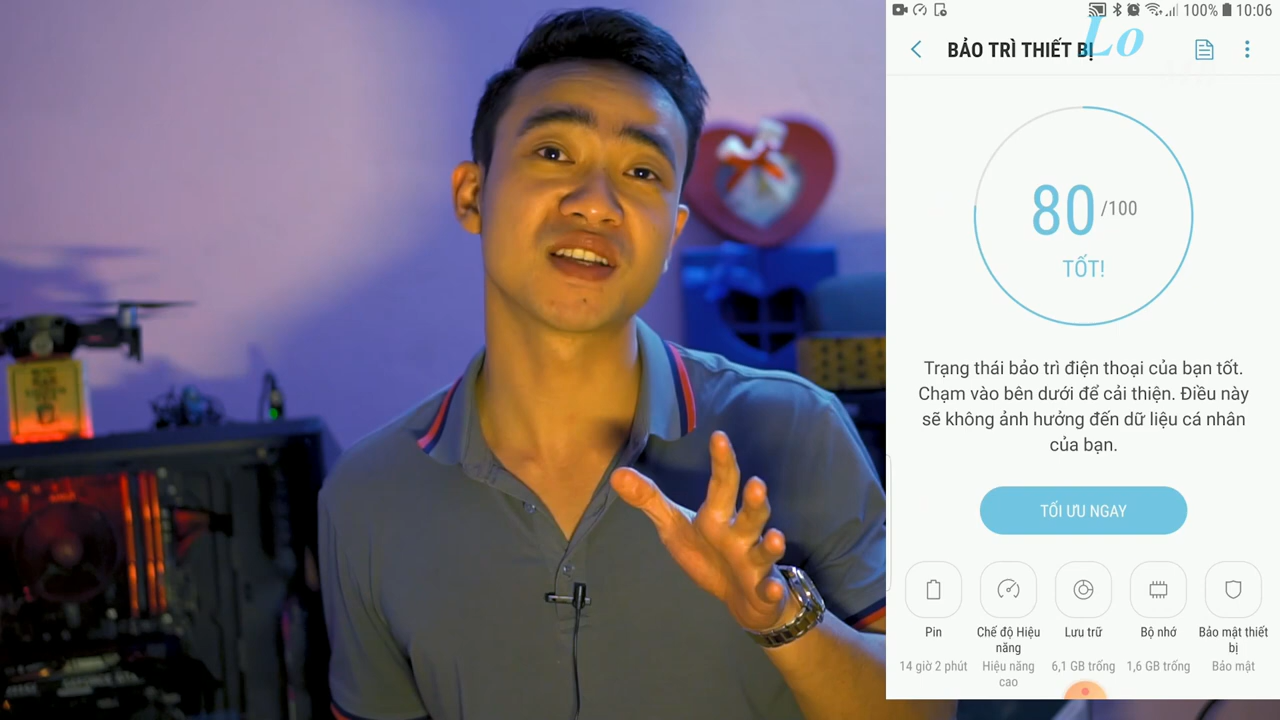 100% 10:06
BẢO TRÌ THIẾT BỊ
Lo
80 /100
TỐT!
Trạng thái bảo trì điện thoại của bạn tốt.
Chạm vào bên dưới để cải thiện. Điều này
sẽ không ảnh hưởng đến dữ liệu cá nhân
của bạn.
TỐI ƯU NGAY
Pin
14 giờ 2 phút
Chế độ Hiệu
năng
Hiệu năng
cao
Lưu trữ
6,1 GB trống
Bộ nhớ
1,6 GB trống
Bảo mật thiết
bị
Bảo mật